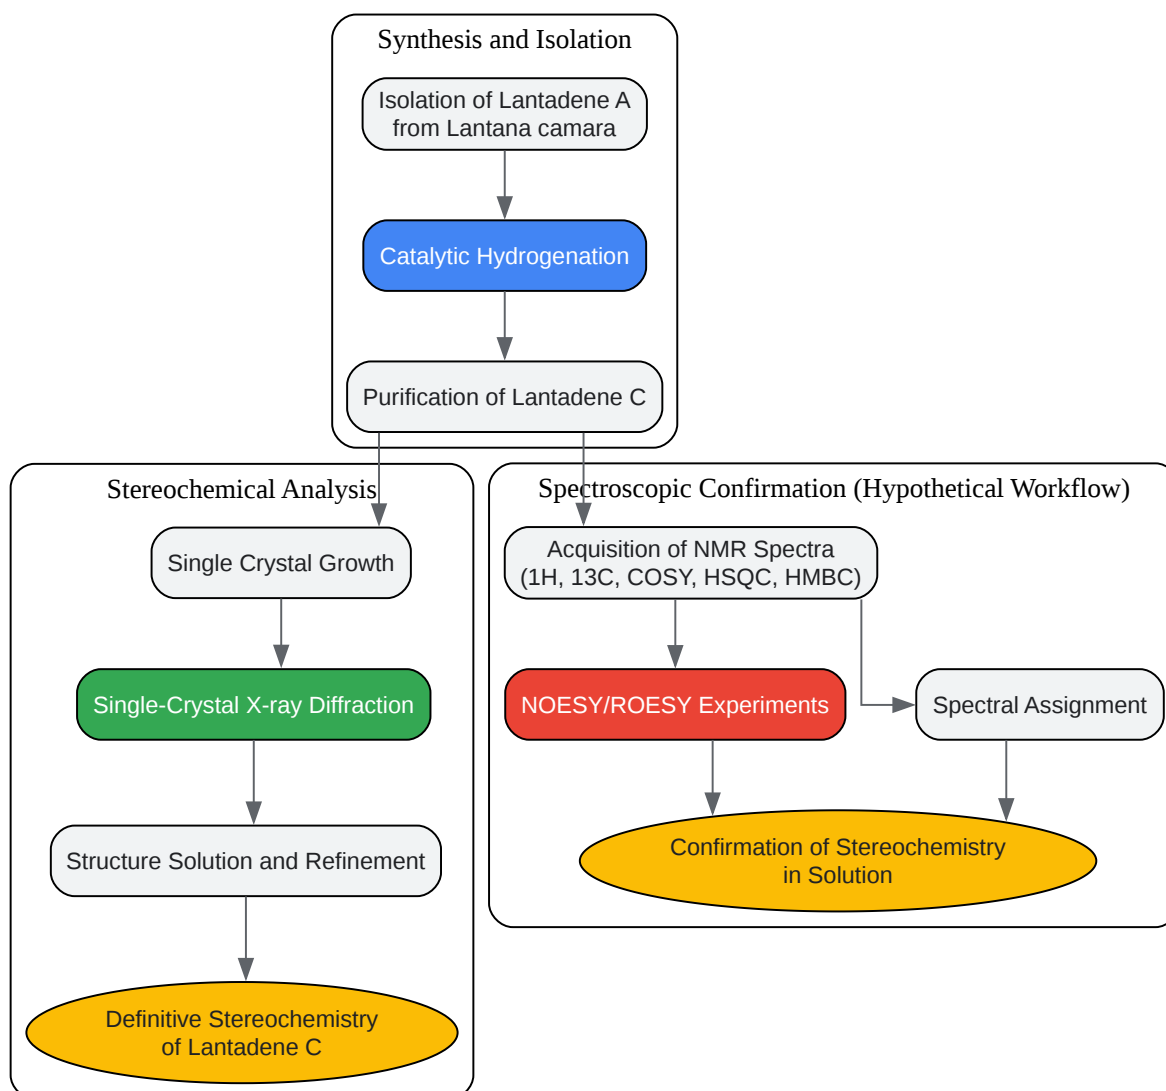 Synthesis and Isolation
Isolation of Lantadene A
from Lantana camara
Catalytic Hydrogenation
Purification of Lantadene C
Stereochemical Analysis
Single Crystal Growth
Single-Crystal X-ray Diffraction
Structure Solution and Refinement
Definitive Stereochemistry
of Lantadene C
Spectroscopic Confirmation (Hypothetical Workflow)
Acquisition of NMR Spectra
(1H, 13C, COSY, HSQC, HMBC)
NOESY/ROESY Experiments
Spectral Assignment
Confirmation of Stereochemistry
in Solution